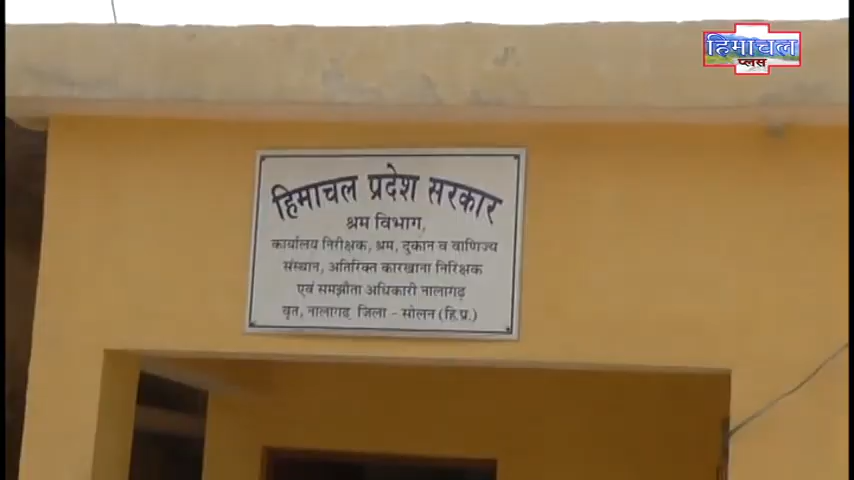 हिमाचल
प्लस
हिमाचल प्रदेश सरकार
श्रम विभाग,
कार्यालय निरीक्षक, श्रम, दुकान व वाणिज्य
संस्थान, अतिरिक्त कारखाना निरिक्षक
एवं समझौता अधिकारी नालागढ़
वृत, नालागढ़ जिला - सोलन (हि.प्र.)